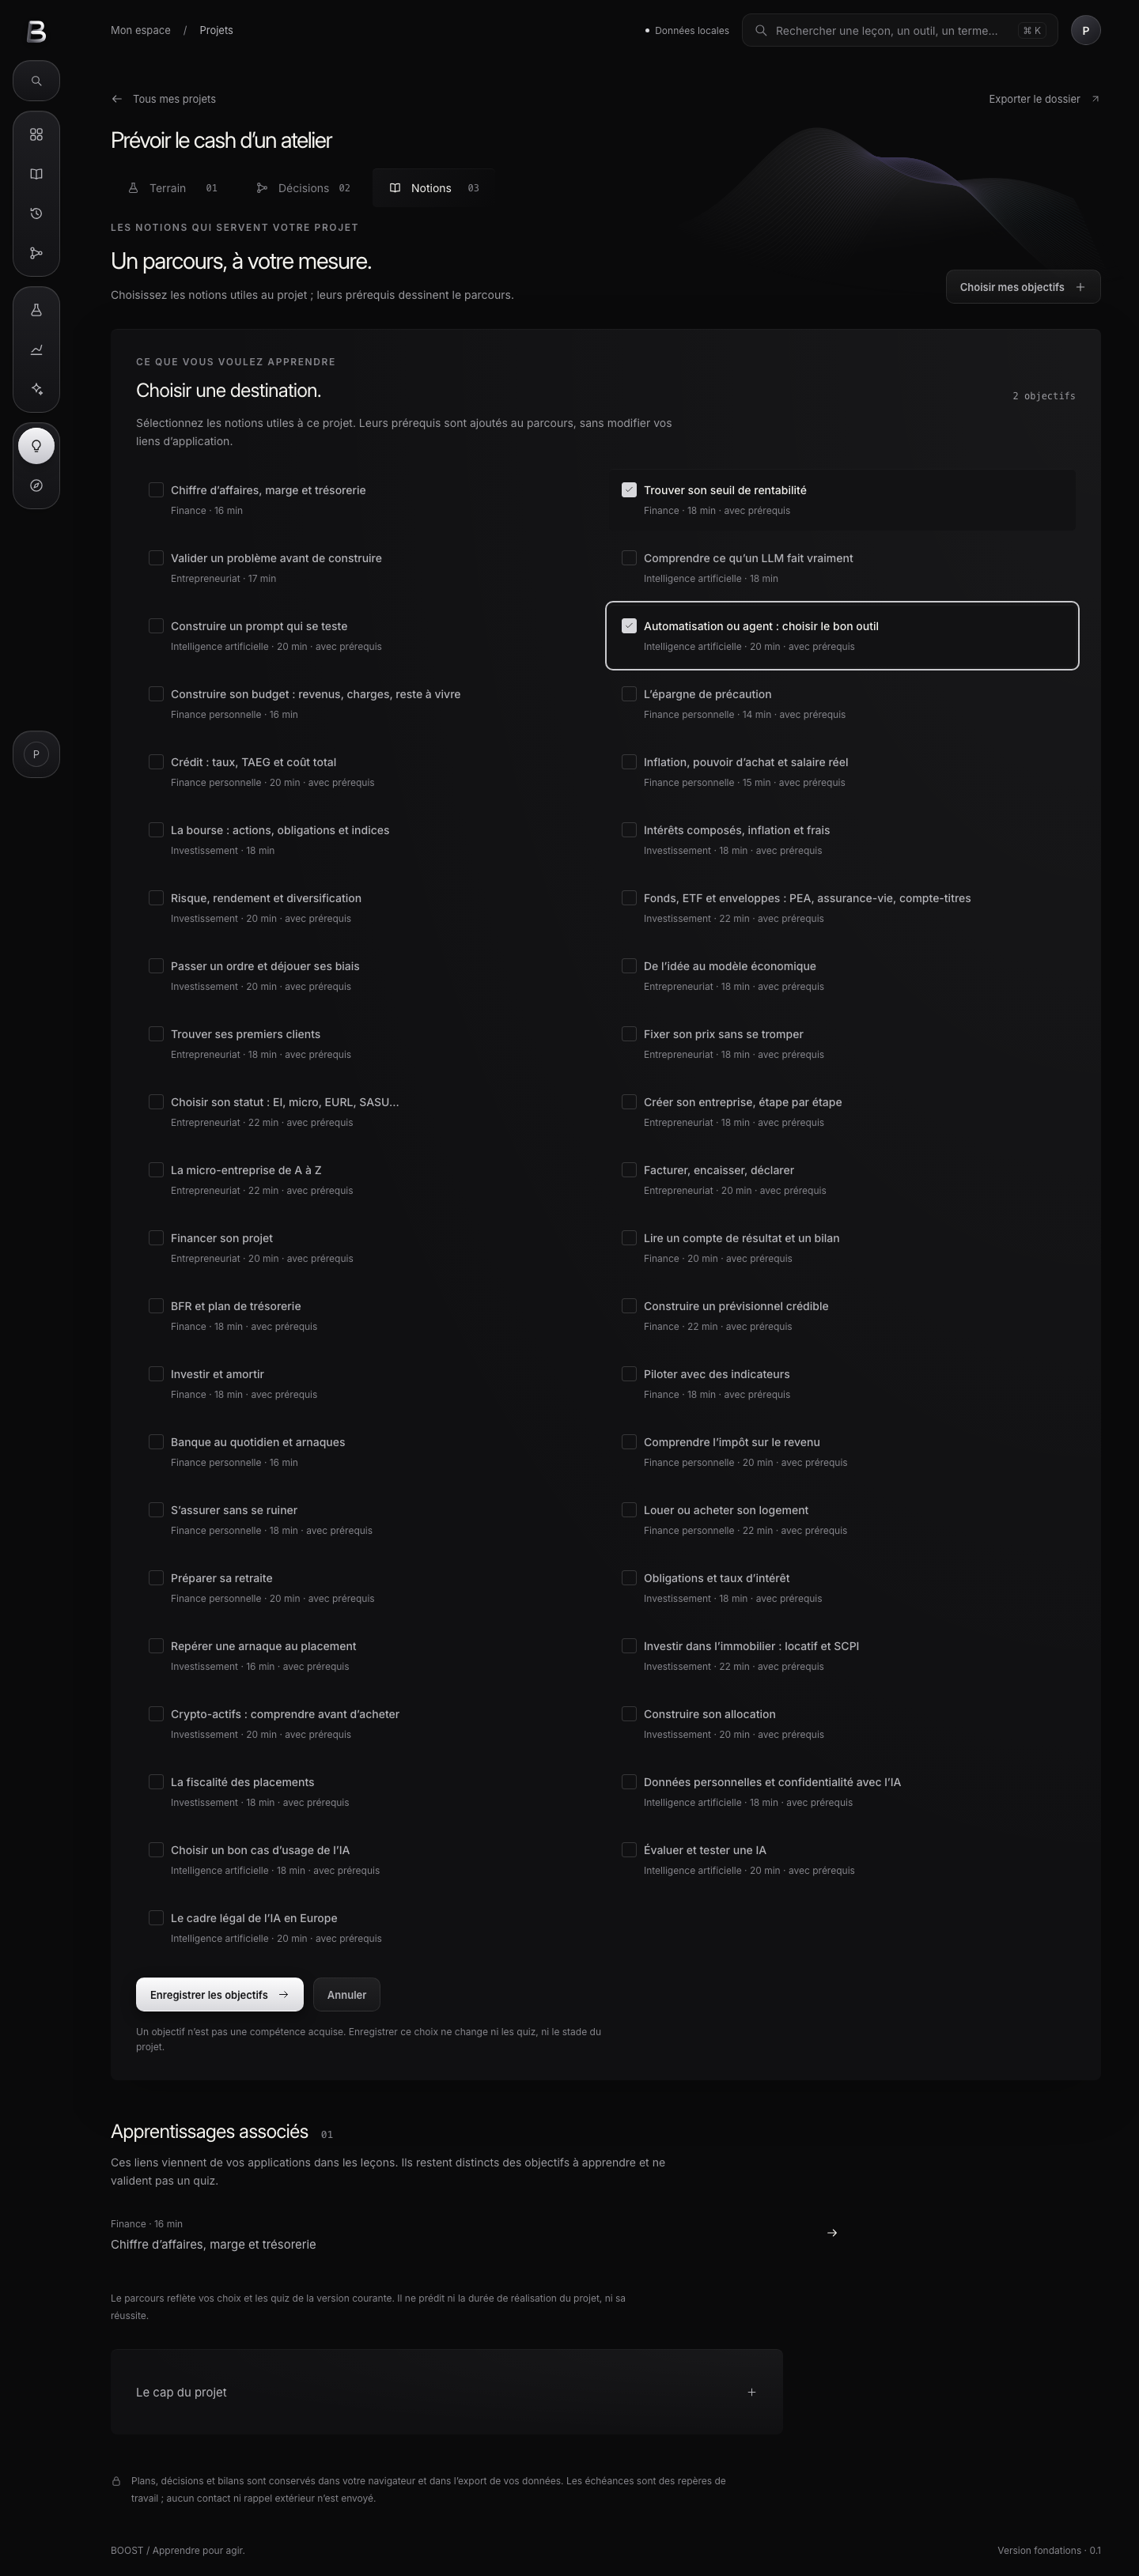 B
Mon espace / Projets
Données locales
Rechercher une leçon, un outil, un terme...
⌘ K
P
Tous mes projets
Exporter le dossier
Prévoir le cash d’un atelier
Terrain 01
Décisions 02
Notions 03
LES NOTIONS QUI SERVENT VOTRE PROJET
Un parcours, à votre mesure.
Choisissez les notions utiles au projet ; leurs prérequis dessinent le parcours.
Choisir mes objectifs
CE QUE VOUS VOULEZ APPRENDRE
Choisir une destination.
2 objectifs
Sélectionnez les notions utiles à ce projet. Leurs prérequis sont ajoutés au parcours, sans modifier vos
liens d’application.
Chiffre d’affaires, marge et trésorerie
Finance · 16 min
Trouver son seuil de rentabilité
Finance · 18 min · avec prérequis
Valider un problème avant de construire
Entrepreneuriat · 17 min
Comprendre ce qu’un LLM fait vraiment
Intelligence artificielle · 18 min
Construire un prompt qui se teste
Intelligence artificielle · 20 min · avec prérequis
Automatisation ou agent : choisir le bon outil
Intelligence artificielle · 20 min · avec prérequis
Construire son budget : revenus, charges, reste à vivre
Finance personnelle · 16 min
L’épargne de précaution
Finance personnelle · 14 min · avec prérequis
Crédit : taux, TAEG et coût total
Finance personnelle · 20 min · avec prérequis
Inflation, pouvoir d’achat et salaire réel
Finance personnelle · 15 min · avec prérequis
La bourse : actions, obligations et indices
Investissement · 18 min
Intérêts composés, inflation et frais
Investissement · 18 min · avec prérequis
Risque, rendement et diversification
Investissement · 20 min · avec prérequis
Fonds, ETF et enveloppes : PEA, assurance-vie, compte-titres
Investissement · 22 min · avec prérequis
Passer un ordre et déjouer ses biais
Investissement · 20 min · avec prérequis
De l’idée au modèle économique
Entrepreneuriat · 18 min · avec prérequis
Trouver ses premiers clients
Entrepreneuriat · 18 min · avec prérequis
Fixer son prix sans se tromper
Entrepreneuriat · 18 min · avec prérequis
Choisir son statut : EI, micro, EURL, SASU…
Entrepreneuriat · 22 min · avec prérequis
Créer son entreprise, étape par étape
Entrepreneuriat · 18 min · avec prérequis
La micro-entreprise de A à Z
Entrepreneuriat · 22 min · avec prérequis
Facturer, encaisser, déclarer
Entrepreneuriat · 20 min · avec prérequis
Financer son projet
Entrepreneuriat · 20 min · avec prérequis
Lire un compte de résultat et un bilan
Finance · 20 min · avec prérequis
BFR et plan de trésorerie
Finance · 18 min · avec prérequis
Construire un prévisionnel crédible
Finance · 22 min · avec prérequis
Investir et amortir
Finance · 18 min · avec prérequis
Piloter avec des indicateurs
Finance · 18 min · avec prérequis
Banque au quotidien et arnaques
Finance personnelle · 16 min
Comprendre l’impôt sur le revenu
Finance personnelle · 20 min · avec prérequis
S’assurer sans se ruiner
Finance personnelle · 18 min · avec prérequis
Louer ou acheter son logement
Finance personnelle · 22 min · avec prérequis
Préparer sa retraite
Finance personnelle · 20 min · avec prérequis
Obligations et taux d’intérêt
Investissement · 18 min · avec prérequis
Repérer une arnaque au placement
Investissement · 16 min · avec prérequis
Investir dans l’immobilier : locatif et SCPI
Investissement · 22 min · avec prérequis
Crypto-actifs : comprendre avant d’acheter
Investissement · 20 min · avec prérequis
Construire son allocation
Investissement · 20 min · avec prérequis
La fiscalité des placements
Investissement · 18 min · avec prérequis
Données personnelles et confidentialité avec l’IA
Intelligence artificielle · 18 min · avec prérequis
Choisir un bon cas d’usage de l’IA
Intelligence artificielle · 18 min · avec prérequis
Évaluer et tester une IA
Intelligence artificielle · 20 min · avec prérequis
Le cadre légal de l’IA en Europe
Intelligence artificielle · 20 min · avec prérequis
Enregistrer les objectifs
Annuler
Un objectif n’est pas une compétence acquise. Enregistrer ce choix ne change ni les quiz, ni le stade du
projet.
P
Apprentissages associés 01
Ces liens viennent de vos applications dans les leçons. Ils restent distincts des objectifs à apprendre et ne
valident pas un quiz.
Finance · 16 min
Chiffre d’affaires, marge et trésorerie
Le parcours reflète vos choix et les quiz de la version courante. Il ne prédit ni la durée de réalisation du projet, ni sa
réussite.
Le cap du projet
Plans, décisions et bilans sont conservés dans votre navigateur et dans l’export de vos données. Les échéances sont des repères de
travail ; aucun contact ni rappel extérieur n’est envoyé.
BOOST / Apprendre pour agir.
Version fondations · 0.1